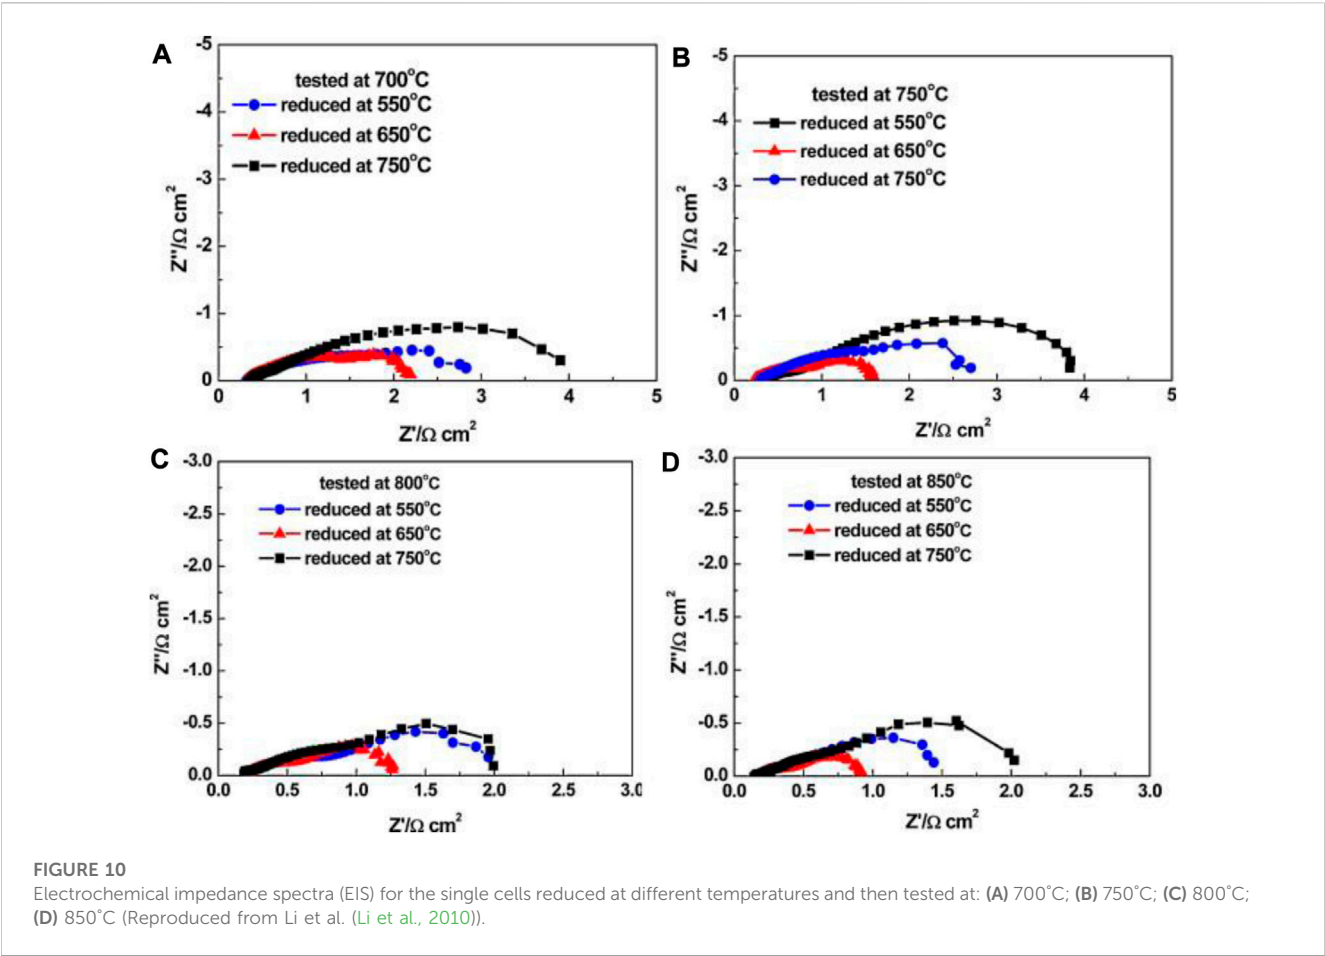 A
-5
-4
-3
-2
-1
0
0 1 2 3 4 5
Z''/Ω cm²
Z'/Ω cm²
tested at 700°C
reduced at 550°C
reduced at 650°C
reduced at 750°C
B
-5
-4
-3
-2
-1
0
0 1 2 3 4 5
Z''/Ω cm²
Z'/Ω cm²
tested at 750°C
reduced at 550°C
reduced at 650°C
reduced at 750°C
C
-3.0
-2.5
-2.0
-1.5
-1.0
-0.5
0.0
0.0 0.5 1.0 1.5 2.0 2.5 3.0
Z''/Ω cm²
Z'/Ω cm²
tested at 800°C
reduced at 550°C
reduced at 650°C
reduced at 750°C
D
-3.0
-2.5
-2.0
-1.5
-1.0
-0.5
0.0
0.0 0.5 1.0 1.5 2.0 2.5 3.0
Z''/Ω cm²
Z'/Ω cm²
tested at 850°C
reduced at 550°C
reduced at 650°C
reduced at 750°C
FIGURE 10
Electrochemical impedance spectra (EIS) for the single cells reduced at different temperatures and then tested at: (A) 700°C; (B) 750°C; (C) 800°C;
(D) 850°C (Reproduced from Li et al. (Li et al., 2010)).